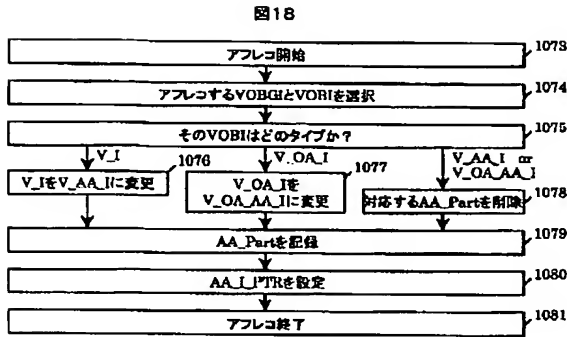 図18
アフレコ開始
1073
アフレコするVOBGIとVOBIを選択
1074
そのVOBIはどのタイプか?
1075
V_I
V_OA_I
V_AA_I or
V_OA_AA_I
1076
V_IをV_AA_Iに変更
1077
V_OA_Iを
V_OA_AA_Iに変更
1078
対応するAA_Partを削除
AA_Partを記録
1079
AA_I_PTRを設定
1080
アフレコ終了
1081